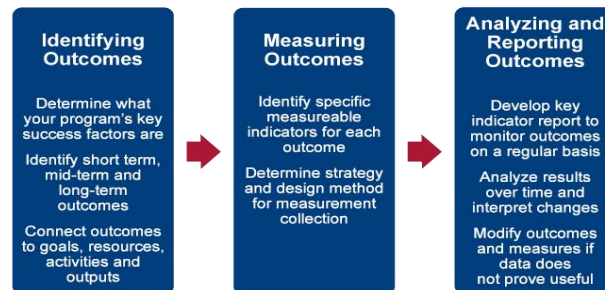 Identifying
Outcomes
Determine what
your program's key
success factors are
Identify short term,
mid-term and
long-term
outcomes
Connect outcomes
to goals, resources,
activities and
outputs
Measuring
Outcomes
Identify specific
measureable
indicators for each
outcome
Determine strategy
and design method
for measurement
collection
Analyzing and
Reporting
Outcomes
Develop key
indicator report to
monitor outcomes
on a regular basis
Analyze results
over time and
interpret changes
Modify outcomes
and measures if
data does
not prove useful